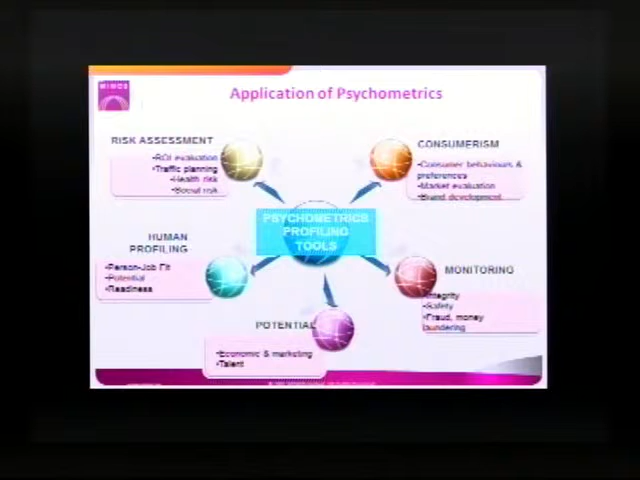 MIMOS
Application of Psychometrics
RISK ASSESSMENT
•ROI evaluation
•Traffic planning
•Health risk
•Social risk
CONSUMERISM
•Consumer behaviours &
preferences
•Market evaluation
•Brand development
PSYCHOMETRICS
PROFILING
TOOLS
HUMAN
PROFILING
•Person-Job Fit
•Potential
•Readiness
MONITORING
•Integrity
•Safety
•Fraud, money
laundering
POTENTIAL
•Economic & marketing
•Talent